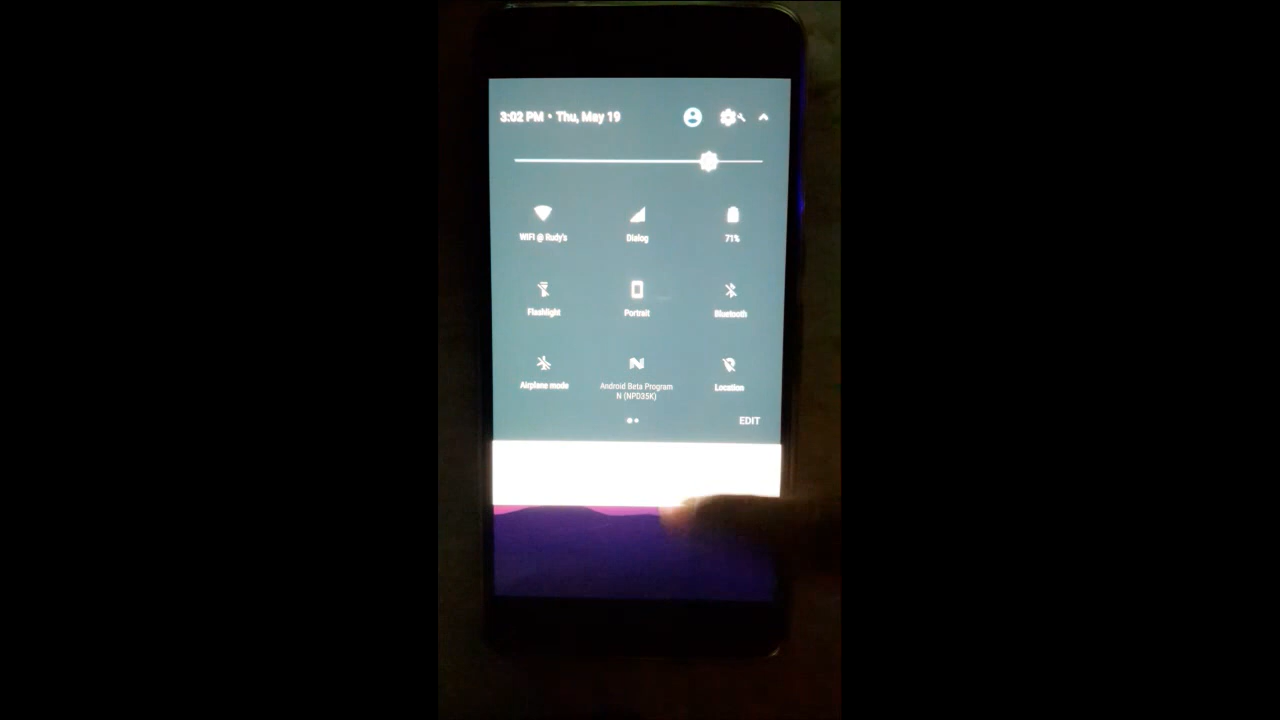 3:02 PM • Thu, May 19
WIFI @ Rudy's
Dialog
71%
Flashlight
Portrait
Bluetooth
Airplane mode
Android Beta Program
N (NPD35K)
Location
EDIT